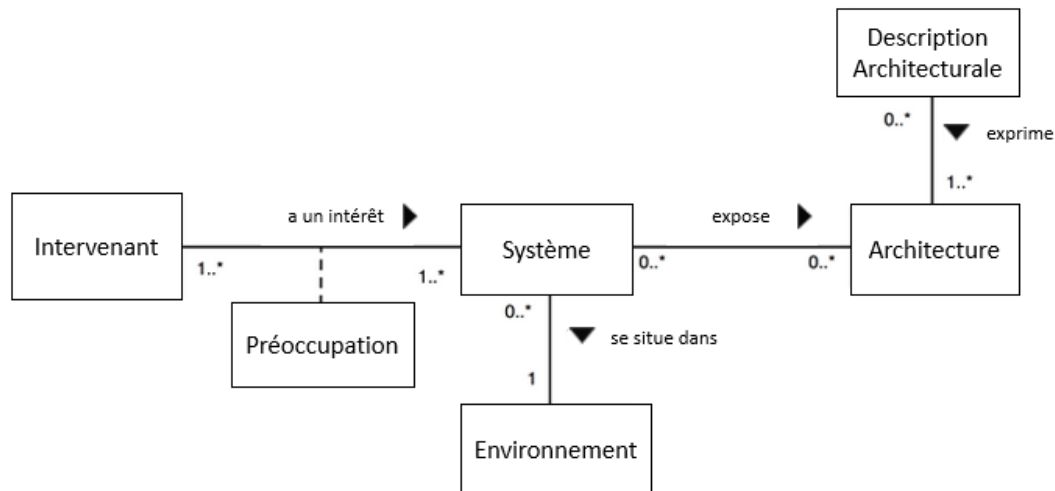 Description
Architecturale
0..*
exprime
1..*
a un intérêt
expose
Intervenant
Système
Architecture
1..*
1..*
0..*
0..*
Préoccupation
0..*
se situe dans
1
Environnement